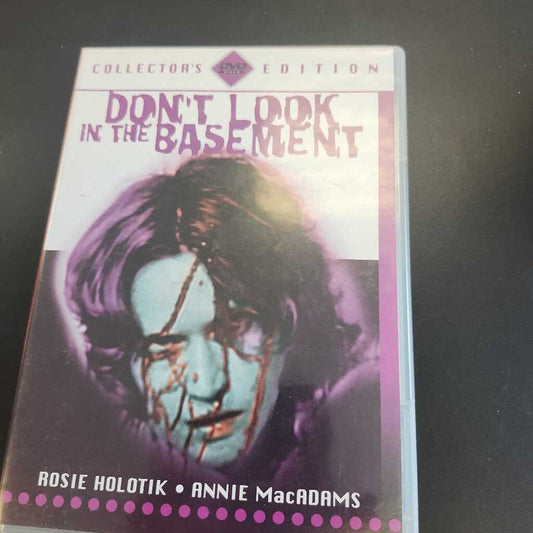 COLLECTOR'S DVD EDITION
DON'T LOOK
IN THE BASEMENT
ROSIE HOLOTIK • ANNIE MacADAMS